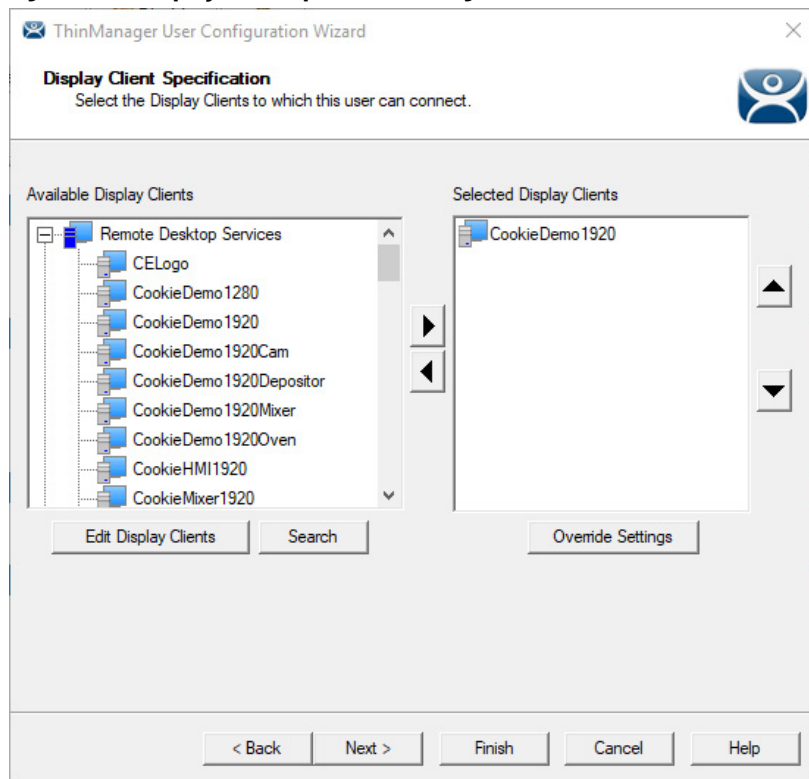 ThinManager User Configuration Wizard
Display Client Specification
Select the Display Clients to which this user can connect.
Available Display Clients
Selected Display Clients
Remote Desktop Services
CELogo
CookieDemo1280
CookieDemo1920
CookieDemo1920Cam
CookieDemo1920Depositor
CookieDemo1920Mixer
CookieDemo1920Oven
CookieHMI1920
CookieMixer1920
CookieDemo1920
Edit Display Clients
Search
Override Settings
< Back
Next >
Finish
Cancel
Help